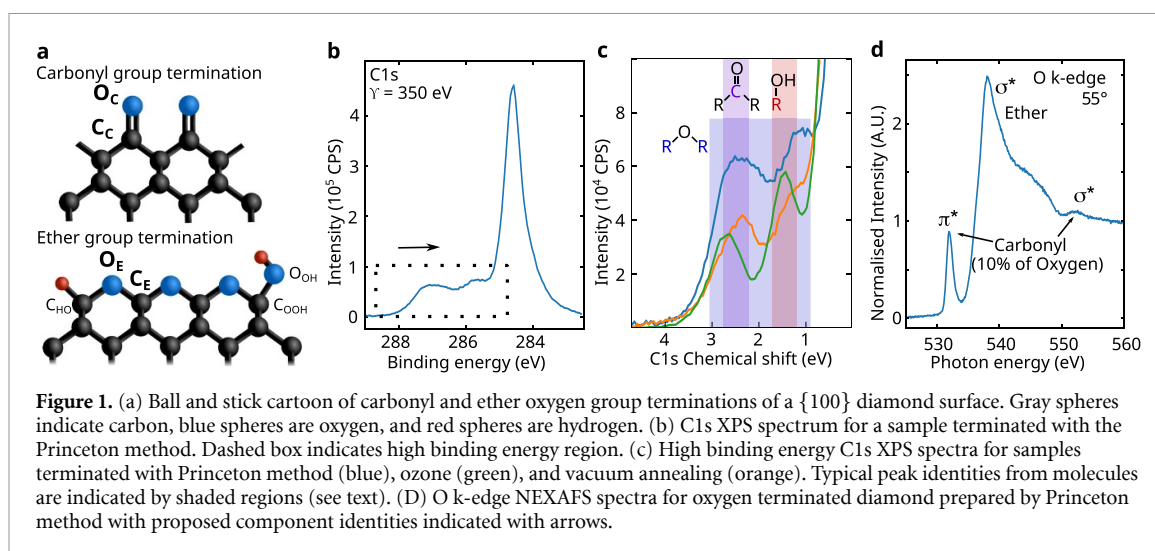 a
Carbonyl group termination
O_C
C_C
Ether group termination
O_E
C_E
O_OH
C_HO
C_OOH
b
C1s
ϒ = 350 eV
Intensity (10⁵ CPS)
4
3
2
1
0
288
286
284
Binding energy (eV)
c
O
C
R
R
OH
R
O
R
R
Intensity (10⁴ CPS)
8
6
4
2
4
3
2
1
C1s Chemical shift (eV)
d
σ*
O k-edge
55°
Ether
π*
σ*
Carbonyl
(10% of Oxygen)
Normalised Intensity (A.U.)
2
1
0
530
540
550
560
Photon energy (eV)
Figure 1. (a) Ball and stick cartoon of carbonyl and ether oxygen group terminations of a {100} diamond surface. Gray spheres
indicate carbon, blue spheres are oxygen, and red spheres are hydrogen. (b) C1s XPS spectrum for a sample terminated with the
Princeton method. Dashed box indicates high binding energy region. (c) High binding energy C1s XPS spectra for samples
terminated with Princeton method (blue), ozone (green), and vacuum annealing (orange). Typical peak identities from molecules
are indicated by shaded regions (see text). (D) O k-edge NEXAFS spectra for oxygen terminated diamond prepared by Princeton
method with proposed component identities indicated with arrows.